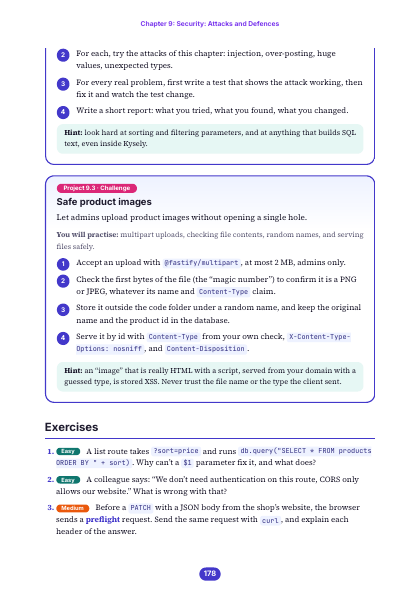 Chapter 9: Security: Attacks and Defences
2 For each, try the attacks of this chapter: injection, over-posting, huge
values, unexpected types.
3 For every real problem, first write a test that shows the attack working, then
fix it and watch the test change.
4 Write a short report: what you tried, what you found, what you changed.
Hint: look hard at sorting and filtering parameters, and at anything that builds SQL
text, even inside Kysely.
Project 9.3 · Challenge
Safe product images
Let admins upload product images without opening a single hole.
You will practise: multipart uploads, checking file contents, random names, and serving
files safely.
1 Accept an upload with @fastify/multipart, at most 2 MB, admins only.
2 Check the first bytes of the file (the “magic number”) to confirm it is a PNG
or JPEG, whatever its name and Content-Type claim.
3 Store it outside the code folder under a random name, and keep the original
name and the product id in the database.
4 Serve it by id with Content-Type from your own check, X-Content-Type-
Options: nosniff, and Content-Disposition.
Hint: an “image” that is really HTML with a script, served from your domain with a
guessed type, is stored XSS. Never trust the file name or the type the client sent.
Exercises
1. Easy A list route takes ?sort=price and runs db.query("SELECT * FROM products
ORDER BY " + sort). Why can’t a $1 parameter fix it, and what does?
2. Easy A colleague says: “We don’t need authentication on this route, CORS only
allows our website.” What is wrong with that?
3. Medium Before a PATCH with a JSON body from the shop’s website, the browser
sends a preflight request. Send the same request with curl, and explain each
header of the answer.
178